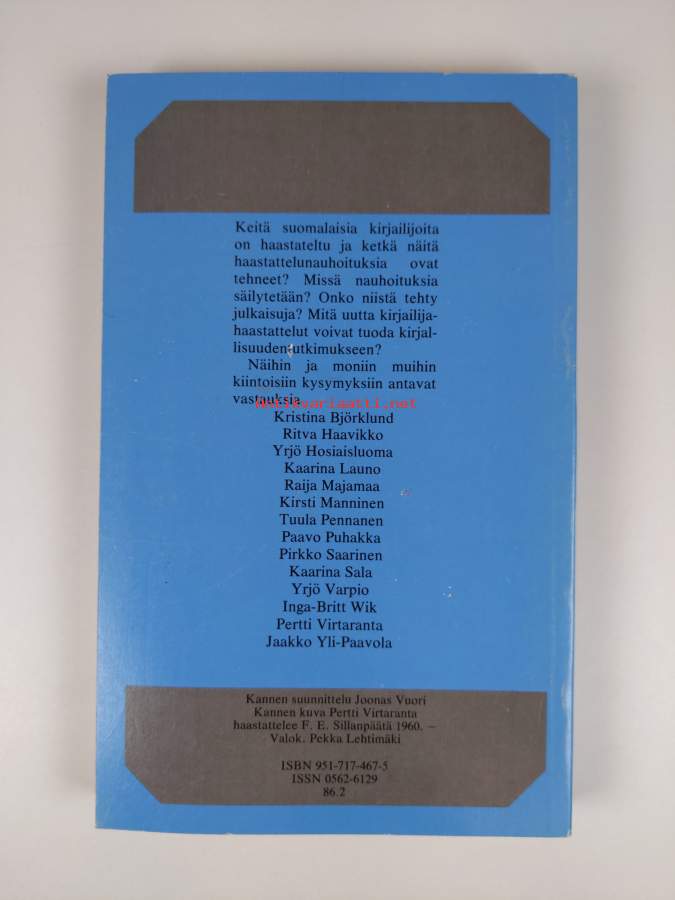 Keitä suomalaisia kirjailijoita
on haastateltu ja ketkä näitä
haastattelunauhoituksia ovat
tehneet? Missä nauhoituksia
säilytetään? Onko niistä tehty
julkaisuja? Mitä uutta kirjailija-
haastattelut voivat tuoda kirjal-
lisuudentutkimukseen?
Näihin ja moniin muihin
kiintoisiin kysymyksiin antavat
vastauksia
antikvariaatti.net
Kristina Björklund
Ritva Haavikko
Yrjö Hosiaisluoma
Kaarina Launo
Raija Majamaa
Kirsti Manninen
Tuula Pennanen
Paavo Puhakka
Pirkko Saarinen
Kaarina Sala
Yrjö Varpio
Inga-Britt Wik
Pertti Virtaranta
Jaakko Yli-Paavola
Kannen suunnittelu Joonas Vuori
Kannen kuva Pertti Virtaranta
haastattelee F. E. Sillanpäätä 1960. –
Valok. Pekka Lehtimäki
ISBN 951-717-467-5
ISSN 0562-6129
86.2